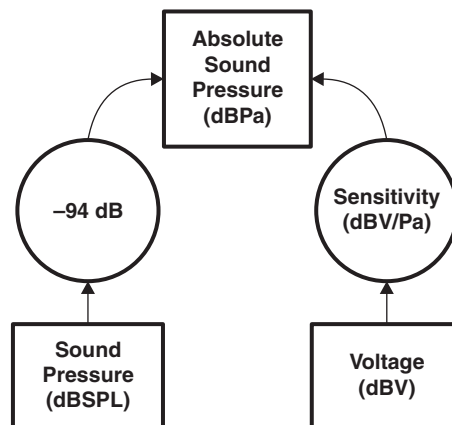 Absolute
Sound
Pressure
(dBPa)
–94 dB
Sensitivity
(dBV/Pa)
Sound
Pressure
(dBSPL)
Voltage
(dBV)